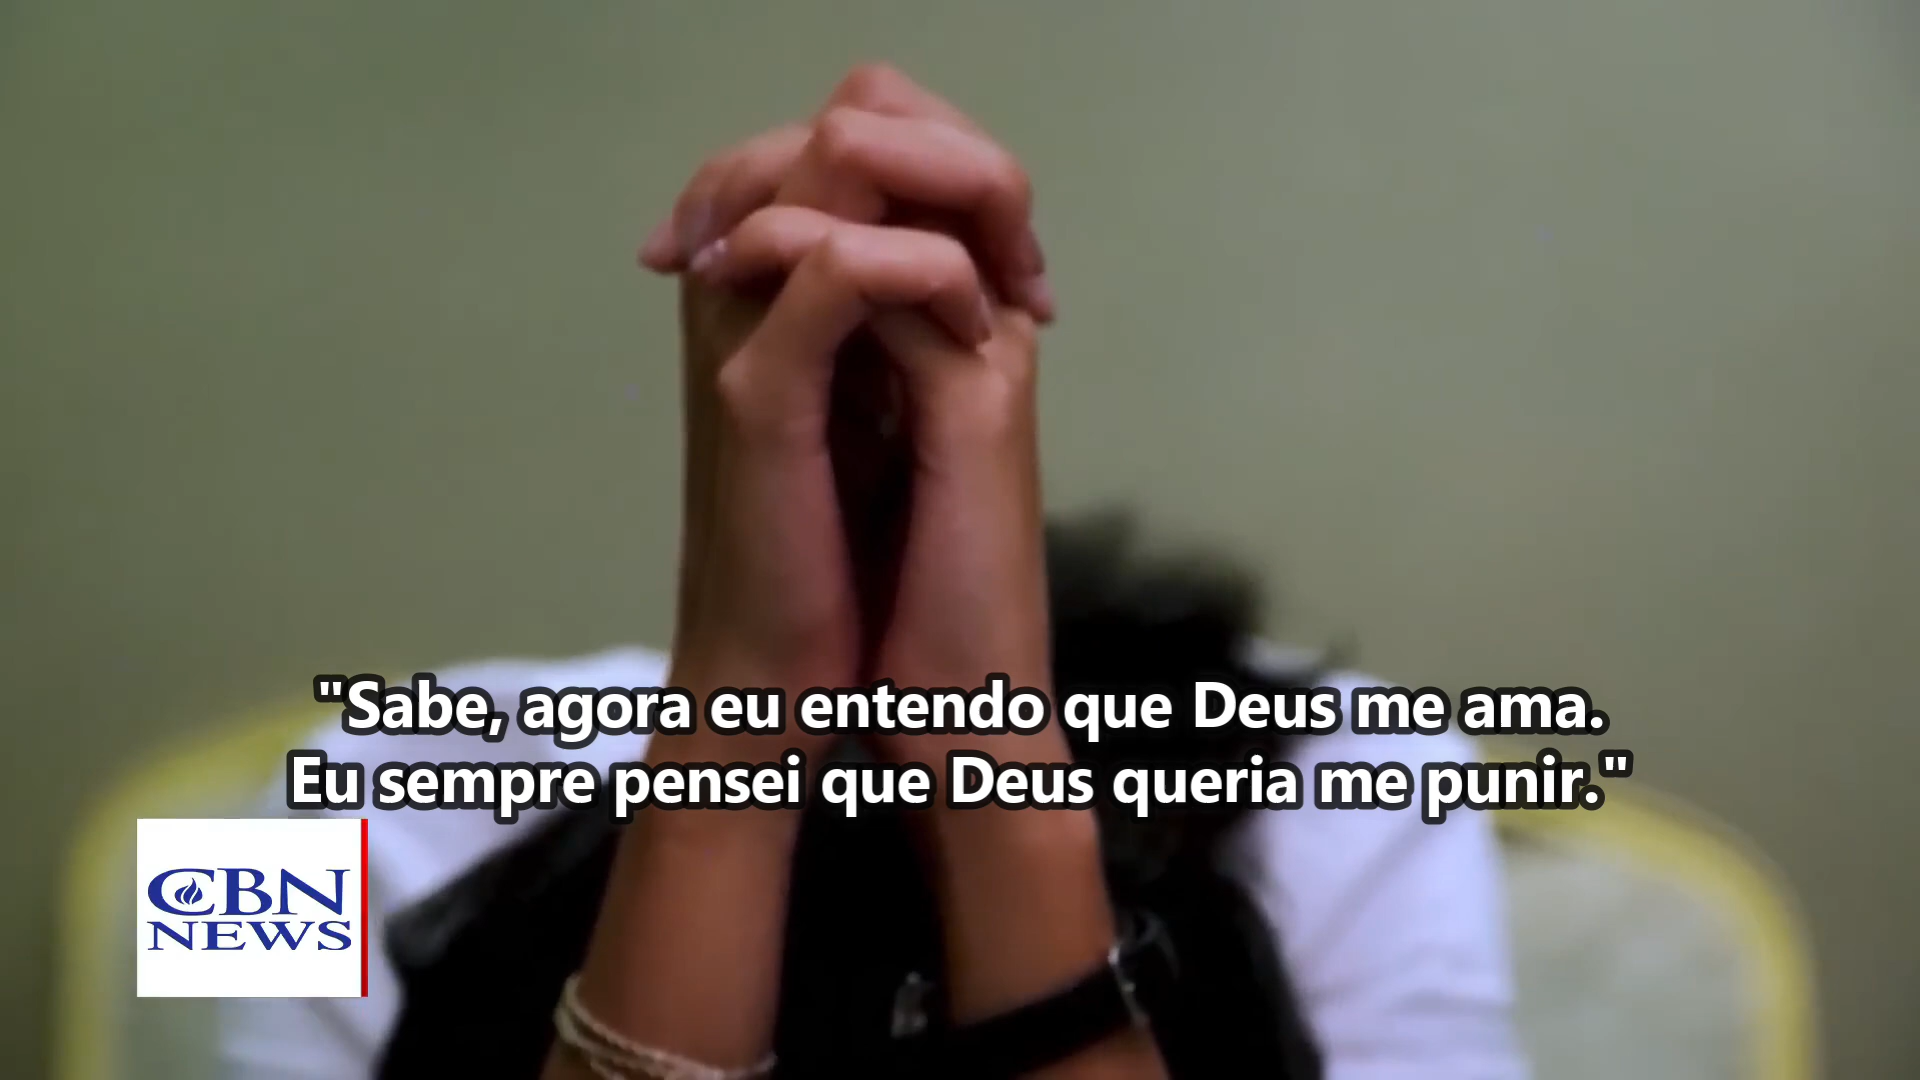 "Sabe, agora eu entendo que Deus me ama.
Eu sempre pensei que Deus queria me punir."
CBN
NEWS